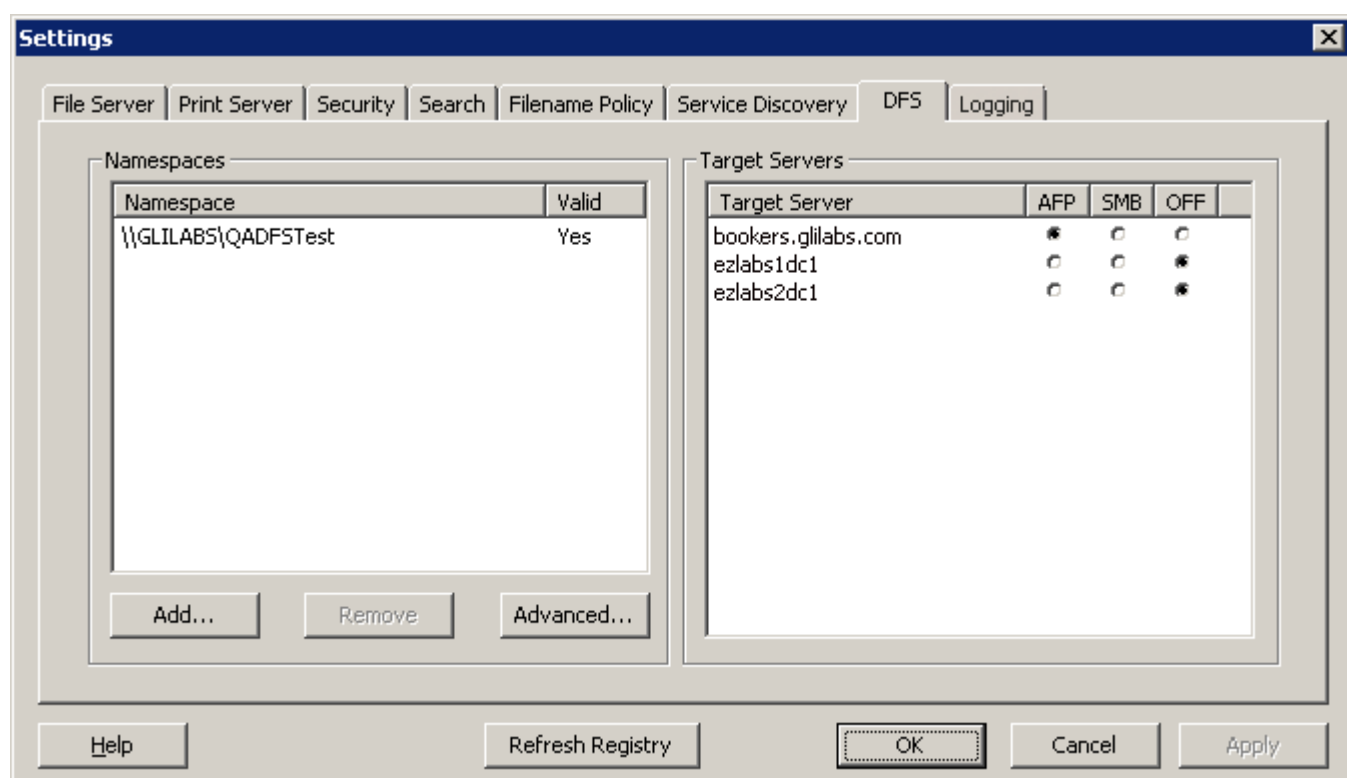 Settings
File Server Print Server Security Search Filename Policy Service Discovery DFS Logging
Namespaces
Namespace Valid
\\GLILABS\QADFSTest Yes
Add... Remove Advanced...
Target Servers
Target Server AFP SMB OFF
bookers.glilabs.com
ezlabs1dc1
ezlabs2dc1
Help Refresh Registry OK Cancel Apply